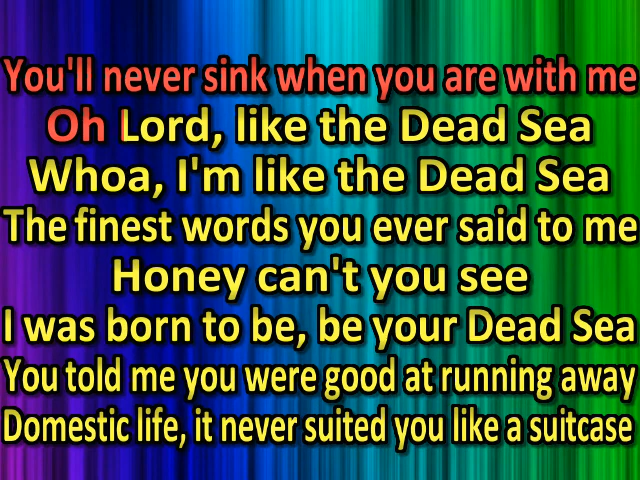 You'll never sink when you are with me
Oh Lord, like the Dead Sea
Whoa, I'm like the Dead Sea
The finest words you ever said to me
Honey can't you see
I was born to be, be your Dead Sea
You told me you were good at running away
Domestic life, it never suited you like a suitcase